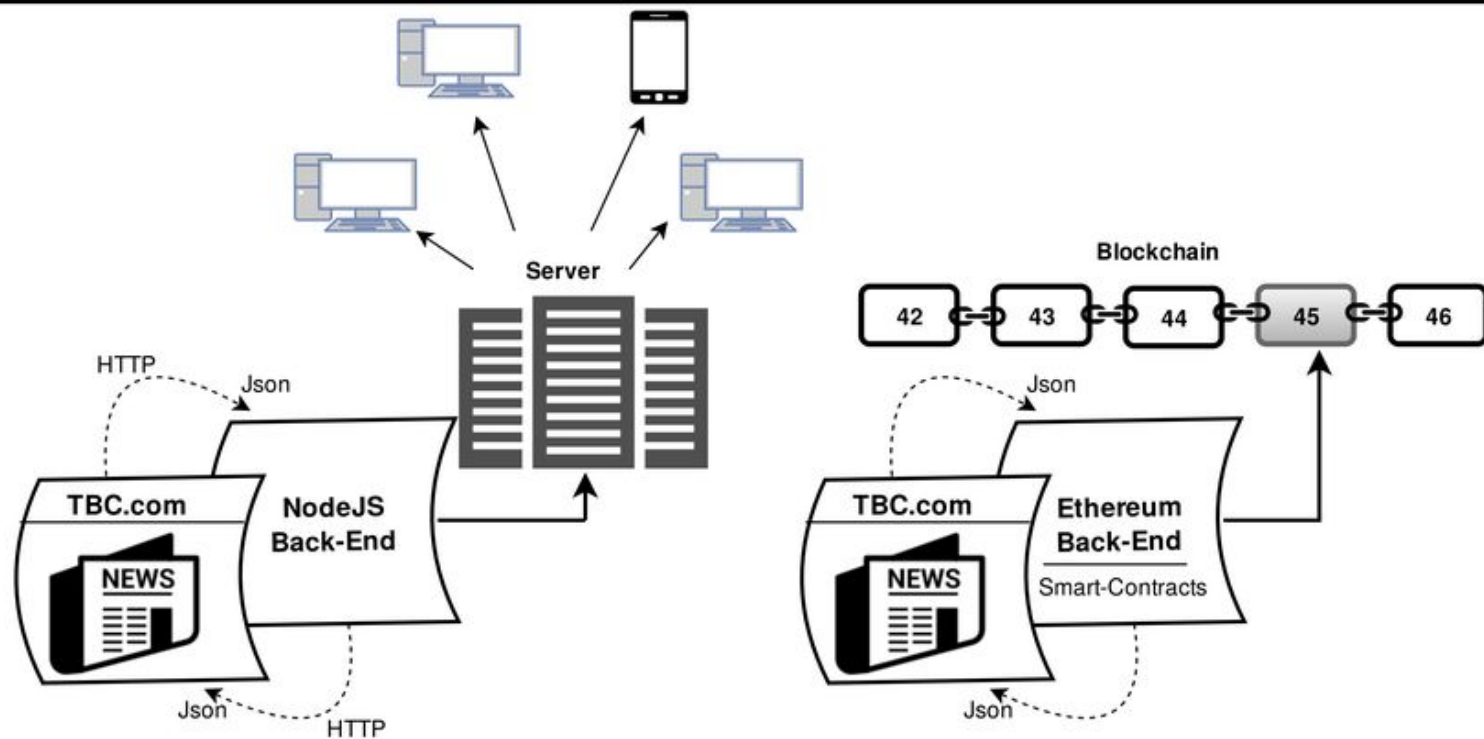 Server
HTTP
Json
TBC.com
NEWS
NodeJS
Back-End
Json
HTTP
Blockchain
42
43
44
45
46
Json
TBC.com
NEWS
Ethereum
Back-End
Smart-Contracts
Json